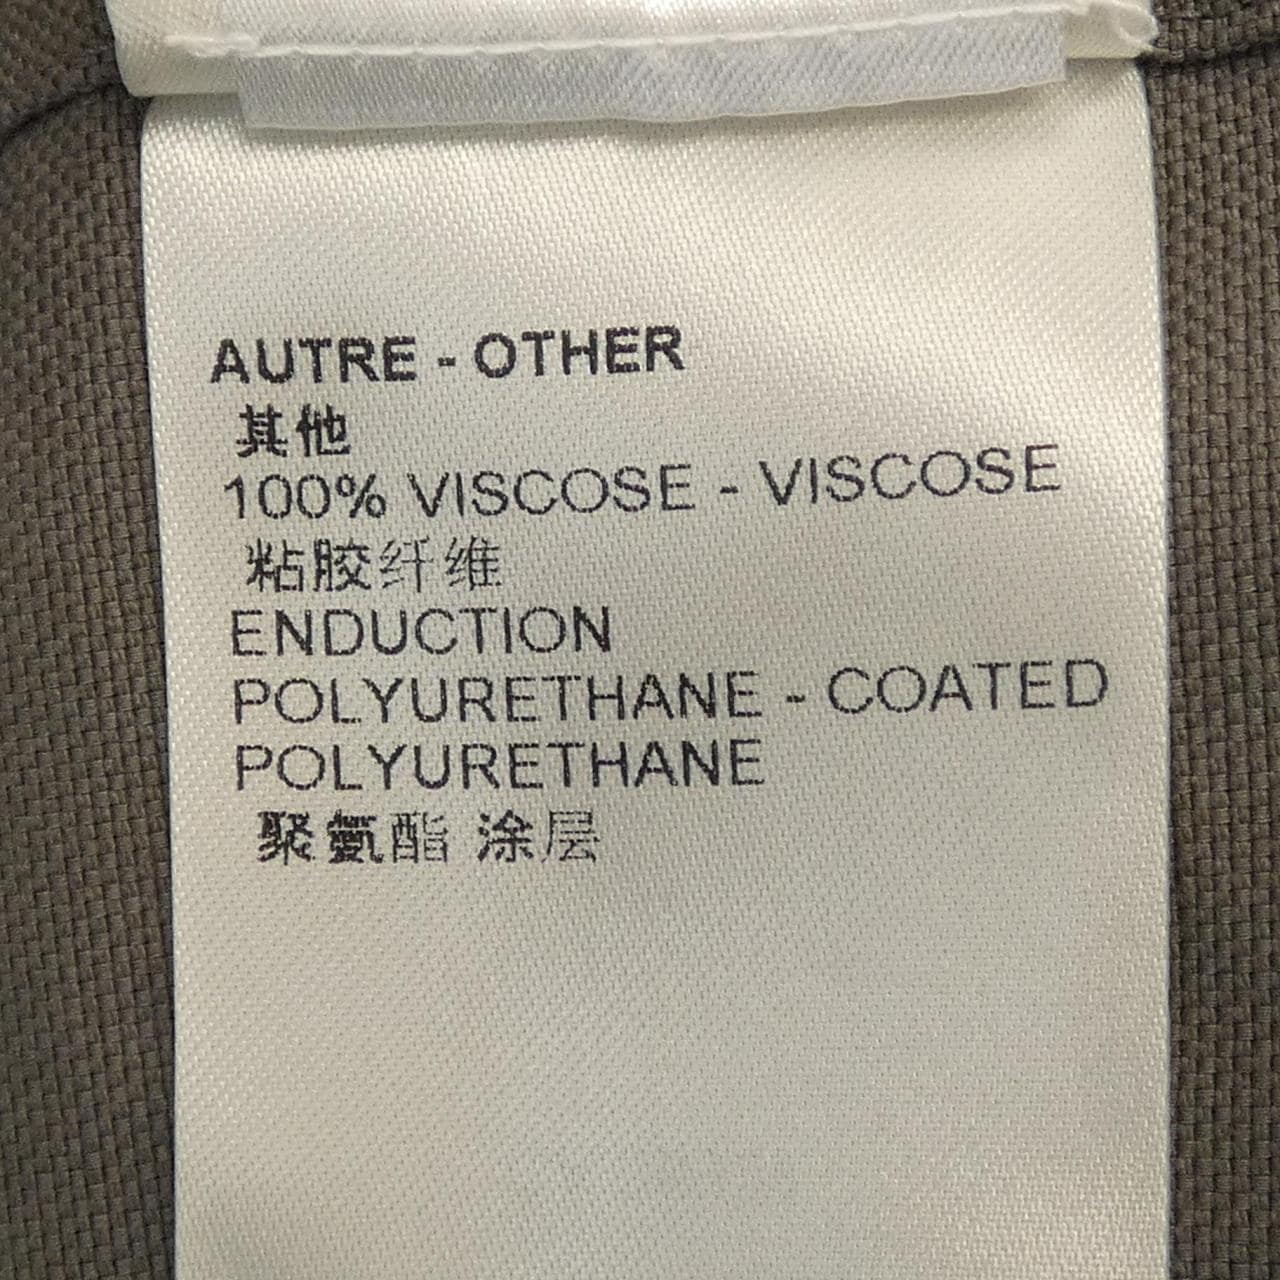 AUTRE - OTHER
其他
100% VISCOSE - VISCOSE
粘胶纤维
ENDUCTION
POLYURETHANE - COATED
POLYURETHANE
聚氨酯 涂层